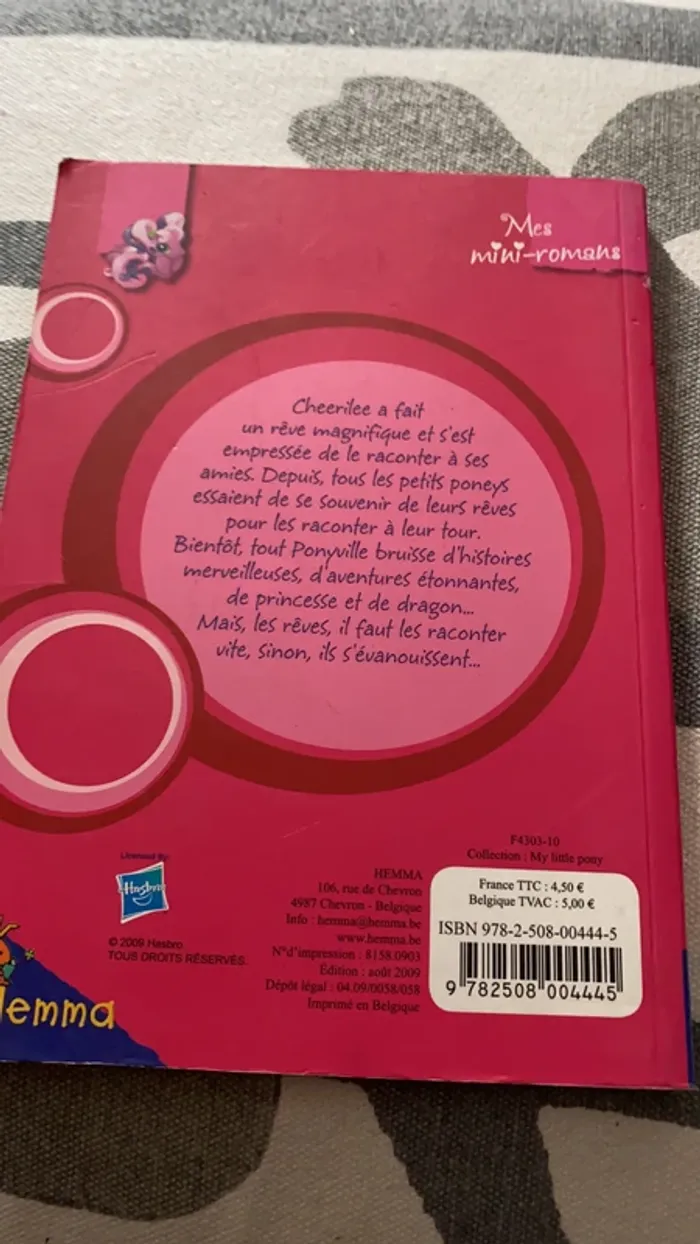 Mes
mini-romans
Cheerilee a fait
un rêve magnifique et s'est
empressée de le raconter à ses
amies. Depuis, tous les petits poneys
essaient de se souvenir de leurs rêves
pour les raconter à leur tour.
Bientôt, tout Ponyville bruisse d'histoires
merveilleuses, d'aventures étonnantes,
de princesse et de dragon...
Mais, les rêves, il faut les raconter
vite, sinon, ils s'évanouissent...
Licensed By:
Hasbro
© 2009 Hasbro
TOUS DROITS RÉSERVÉS.
Hemma
HEMMA
106, rue de Chevron
4987 Chevron - Belgique
Info : hemma@hemma.be
www.hemma.be
N°d'impression : 8158.0903
Édition : août 2009
Dépôt légal : 04.09/0058/058
Imprimé en Belgique
F4303-10
Collection : My little pony
France TTC : 4,50 €
Belgique TVAC : 5,00 €
ISBN 978-2-508-00444-5
9 782508 004445